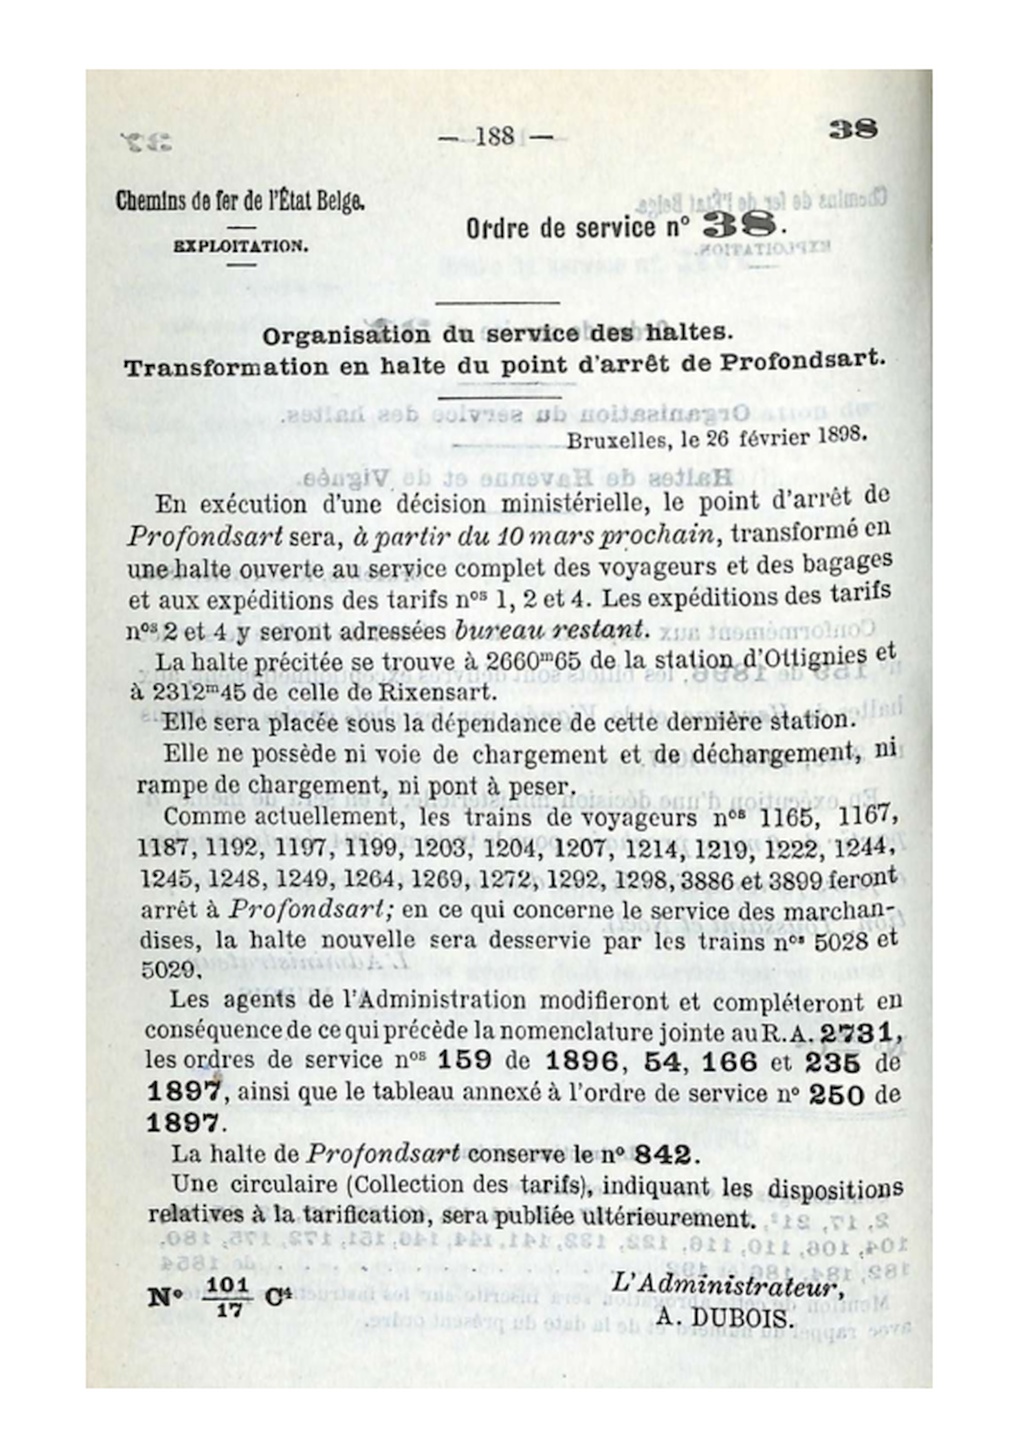 — 188 —
38
Chemins de fer de l'État Belge.
EXPLOITATION.
Ordre de service n° 38.
Organisation du service des haltes.
Transformation en halte du point d'arrêt de Profondsart.
Bruxelles, le 26 février 1898.
En exécution d'une décision ministérielle, le point d'arrêt de
Profondsart sera, à partir du 10 mars prochain, transformé en
une halte ouverte au service complet des voyageurs et des bagages
et aux expéditions des tarifs nos 1, 2 et 4. Les expéditions des tarifs
nos 2 et 4 y seront adressées bureau restant.
La halte précitée se trouve à 2660m65 de la station d'Ottignies et
à 2312m45 de celle de Rixensart.
Elle sera placée sous la dépendance de cette dernière station.
Elle ne possède ni voie de chargement et de déchargement, ni
rampe de chargement, ni pont à peser.
Comme actuellement, les trains de voyageurs nos 1165, 1167,
1187, 1192, 1197, 1199, 1203, 1204, 1207, 1214, 1219, 1222, 1244,
1245, 1248, 1249, 1264, 1269, 1272, 1292, 1298, 3886 et 3899 feront
arrêt à Profondsart; en ce qui concerne le service des marchan-
dises, la halte nouvelle sera desservie par les trains nos 5028 et
5029.
Les agents de l'Administration modifieront et compléteront en
conséquence de ce qui précède la nomenclature jointe au R. A. 2731,
les ordres de service nos 159 de 1896, 54, 166 et 235 de
1897, ainsi que le tableau annexé à l'ordre de service n° 250 de
1897.
La halte de Profondsart conserve le n° 842.
Une circulaire (Collection des tarifs), indiquant les dispositions
relatives à la tarification, sera publiée ultérieurement.
N° 101/17 C⁴
L'Administrateur,
A. DUBOIS.